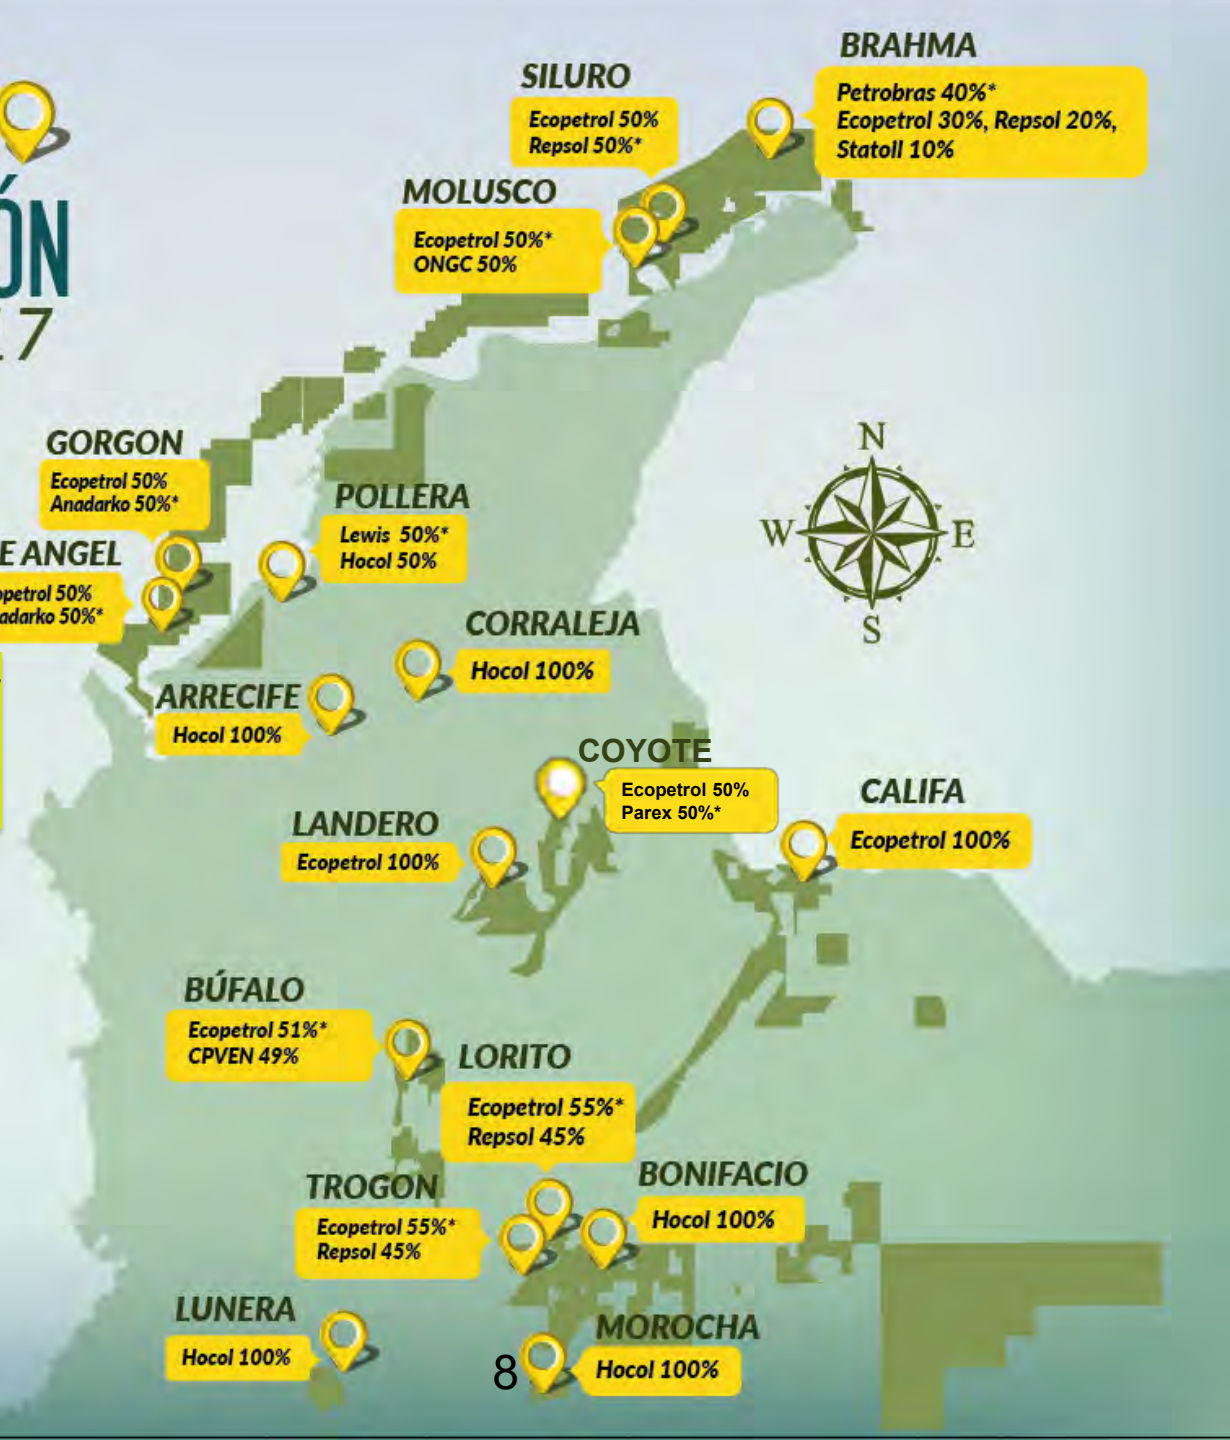 BRAHMA
Petrobras 40%*
Ecopetrol 30%, Repsol 20%,
Statoil 10%
SILURO
Ecopetrol 50%
Repsol 50%*
MOLUSCO
Ecopetrol 50%*
ONGC 50%
ÓN
17
GORGON
Ecopetrol 50%
Anadarko 50%*
POLLERA
Lewis 50%*
Hocol 50%
E ANGEL
opetrol 50%
adarko 50%*
N
W
E
S
CORRALEJA
Hocol 100%
ARRECIFE
Hocol 100%
COYOTE
Ecopetrol 50%
Parex 50%*
CALIFA
Ecopetrol 100%
LANDERO
Ecopetrol 100%
BÚFALO
Ecopetrol 51%*
CPVEN 49%
LORITO
Ecopetrol 55%*
Repsol 45%
BONIFACIO
Hocol 100%
TROGON
Ecopetrol 55%*
Repsol 45%
LUNERA
Hocol 100%
MOROCHA
Hocol 100%
8